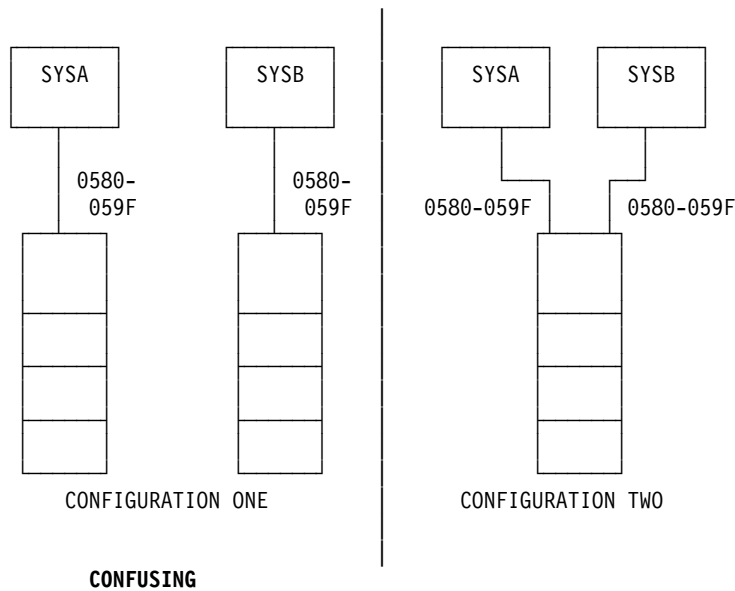 SYSA SYSB SYSA SYSB
0580- 0580-
059F 059F 0580-059F 0580-059F
CONFIGURATION ONE CONFIGURATION TWO
CONFUSING